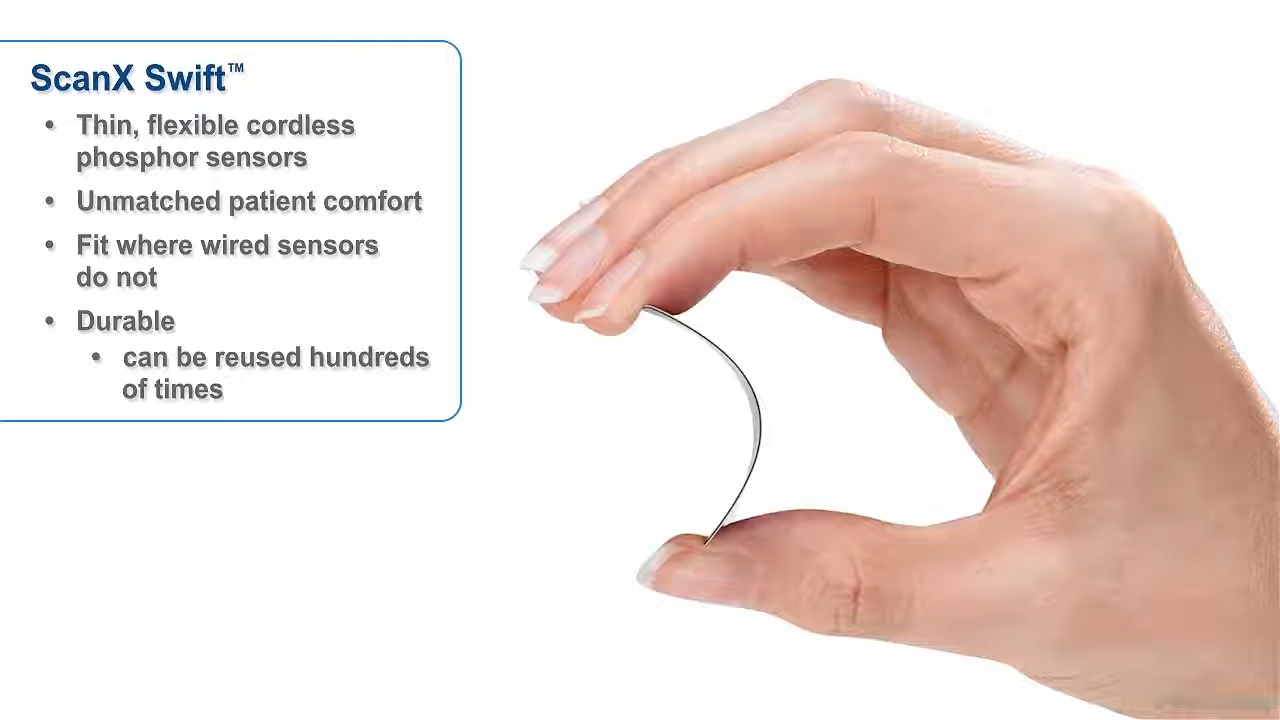 ScanX Swift™
• Thin, flexible cordless
phosphor sensors
• Unmatched patient comfort
• Fit where wired sensors
do not
• Durable
• can be reused hundreds
of times